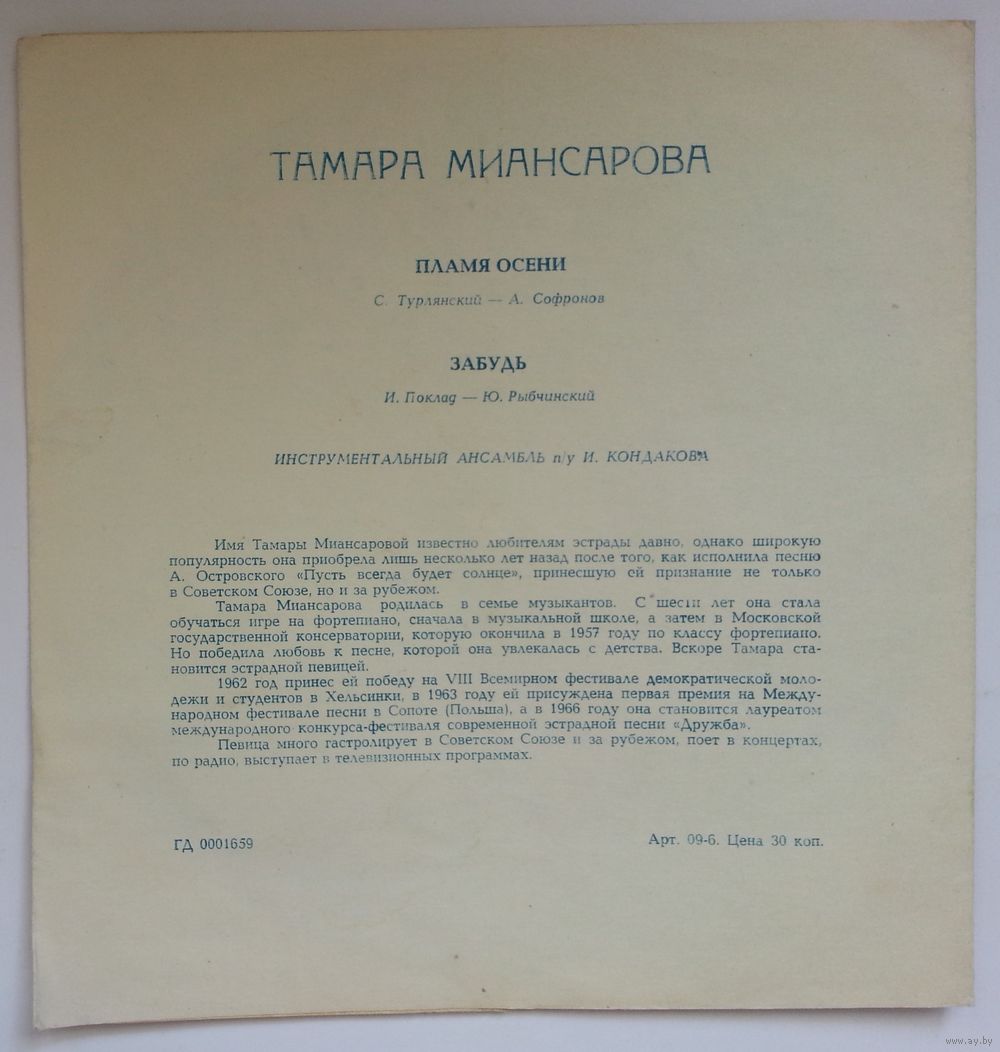 ТАМАРА МИАНСАРОВА
ПЛАМЯ ОСЕНИ
С. Турлянский — А. Софронов
ЗАБУДЬ
И. Поклад — Ю. Рыбчинский
ИНСТРУМЕНТАЛЬНЫЙ АНСАМБЛЬ п/у И. КОНДАКОВА
Имя Тамары Миансаровой известно любителям эстрады давно, однако широкую
популярность она приобрела лишь несколько лет назад после того, как исполнила песню
А. Островского «Пусть всегда будет солнце», принесшую ей признание не только
в Советском Союзе, но и за рубежом.
Тамара Миансарова родилась в семье музыкантов. С шести лет она стала
обучаться игре на фортепиано, сначала в музыкальной школе, а затем в Московской
государственной консерватории, которую окончила в 1957 году по классу фортепиано.
Но победила любовь к песне, которой она увлекалась с детства. Вскоре Тамара ста-
новится эстрадной певицей.
1962 год принес ей победу на VIII Всемирном фестивале демократической моло-
дежи и студентов в Хельсинки, в 1963 году ей присуждена первая премия на Между-
народном фестивале песни в Сопоте (Польша), а в 1966 году она становится лауреатом
международного конкурса-фестиваля современной эстрадной песни «Дружба».
Певица много гастролирует в Советском Союзе и за рубежом, поет в концертах,
по радио, выступает в телевизионных программах.
ГД 0001659
Арт. 09-6. Цена 30 коп.
www.ay.by